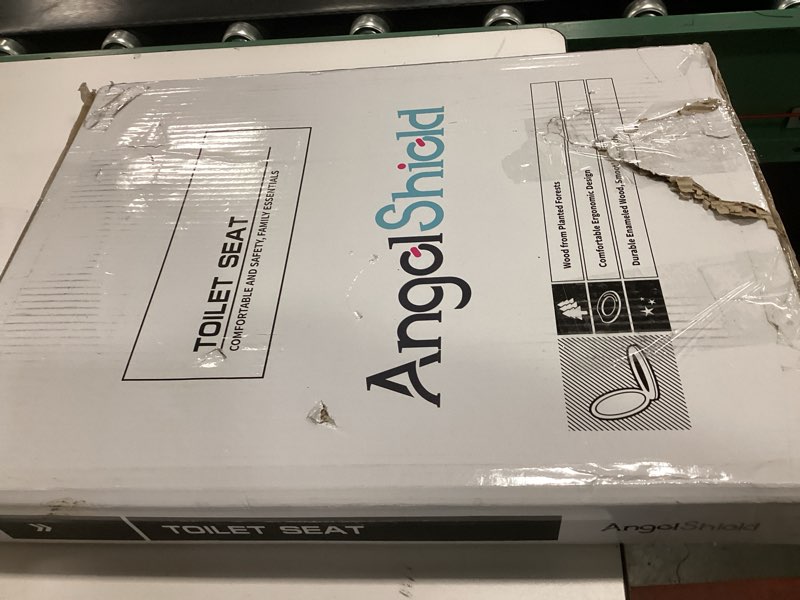 TOILET SEAT
COMFORTABLE AND SAFETY, FAMILY ESSENTIALS
AngelShield
Wood from Planted Forests
Comfortable Ergonomic Design
Durable Enameled Wood,
TOILET SEAT
AngelShield